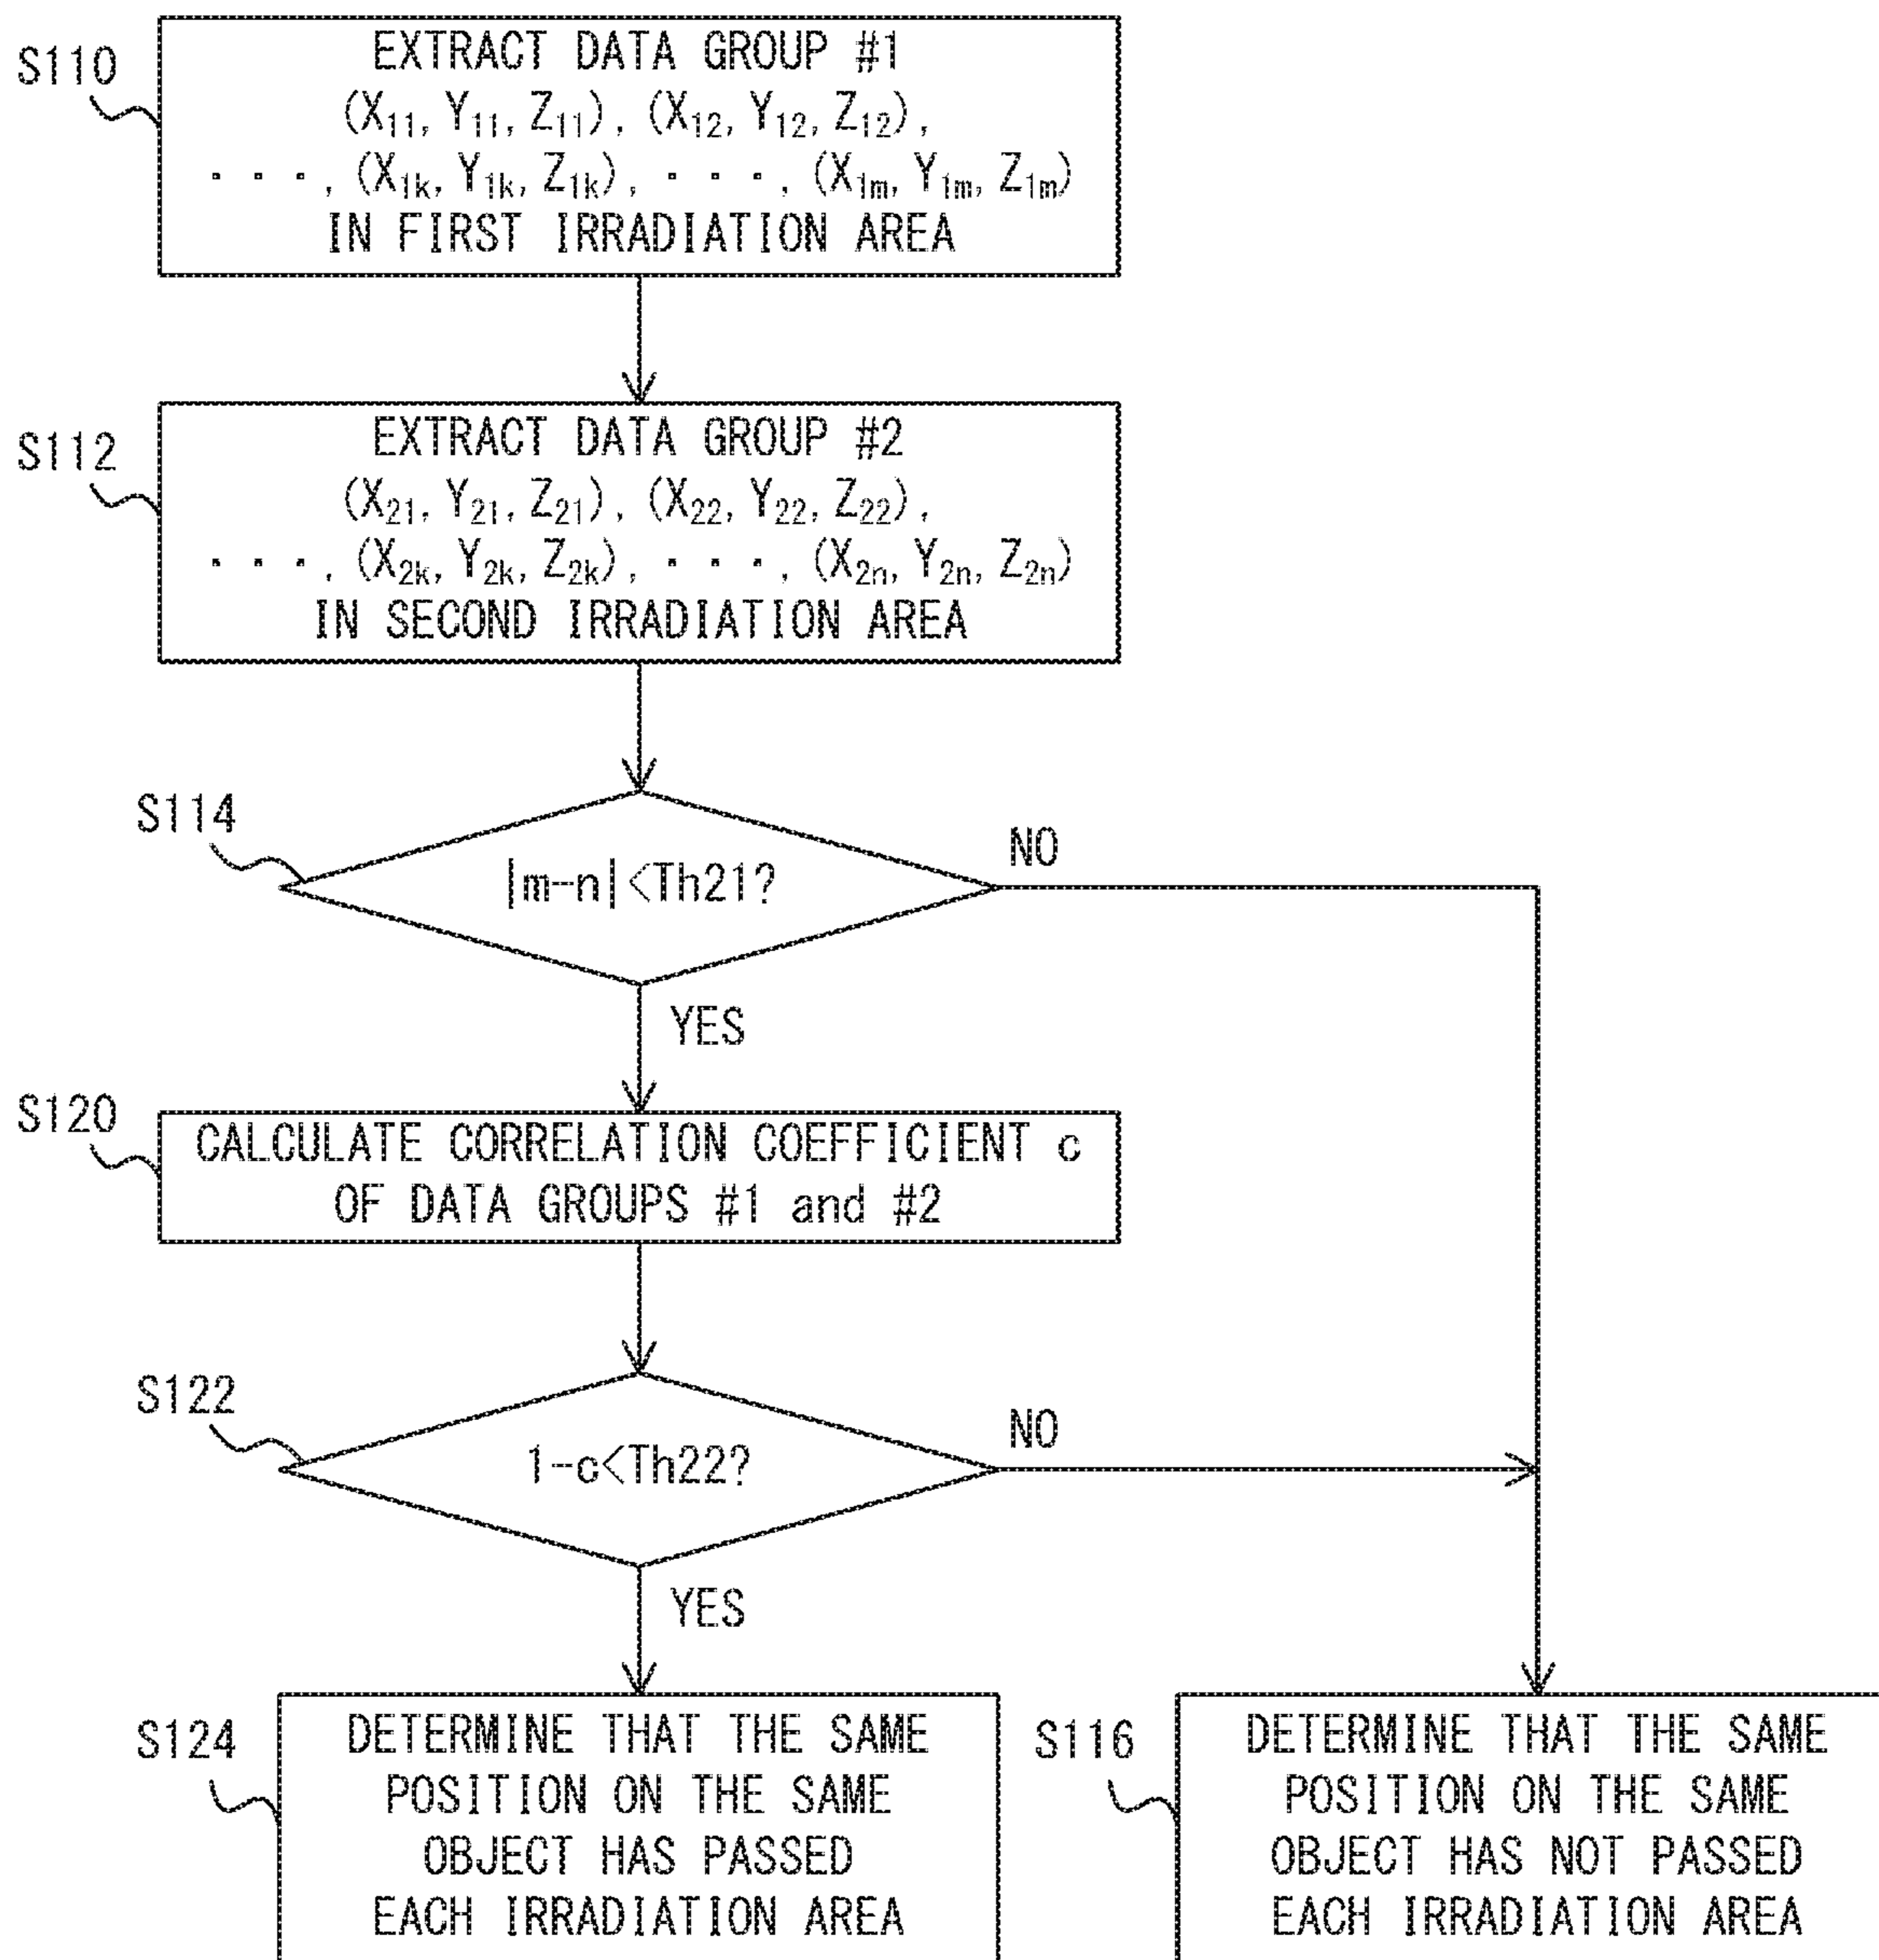 S110
EXTRACT DATA GROUP #1
(X₁₁, Y₁₁, Z₁₁), (X₁₂, Y₁₂, Z₁₂),
・・・, (X₁ₖ, Y₁ₖ, Z₁ₖ), ・・・, (X₁ₘ, Y₁ₘ, Z₁ₘ)
IN FIRST IRRADIATION AREA
S112
EXTRACT DATA GROUP #2
(X₂₁, Y₂₁, Z₂₁), (X₂₂, Y₂₂, Z₂₂),
・・・, (X₂ₖ, Y₂ₖ, Z₂ₖ), ・・・, (X₂ₙ, Y₂ₙ, Z₂ₙ)
IN SECOND IRRADIATION AREA
S114
|m-n|<Th21?
NO
YES
S120
CALCULATE CORRELATION COEFFICIENT c
OF DATA GROUPS #1 and #2
S122
1-c<Th22?
NO
YES
S124
DETERMINE THAT THE SAME
POSITION ON THE SAME
OBJECT HAS PASSED
EACH IRRADIATION AREA
S116
DETERMINE THAT THE SAME
POSITION ON THE SAME
OBJECT HAS NOT PASSED
EACH IRRADIATION AREA